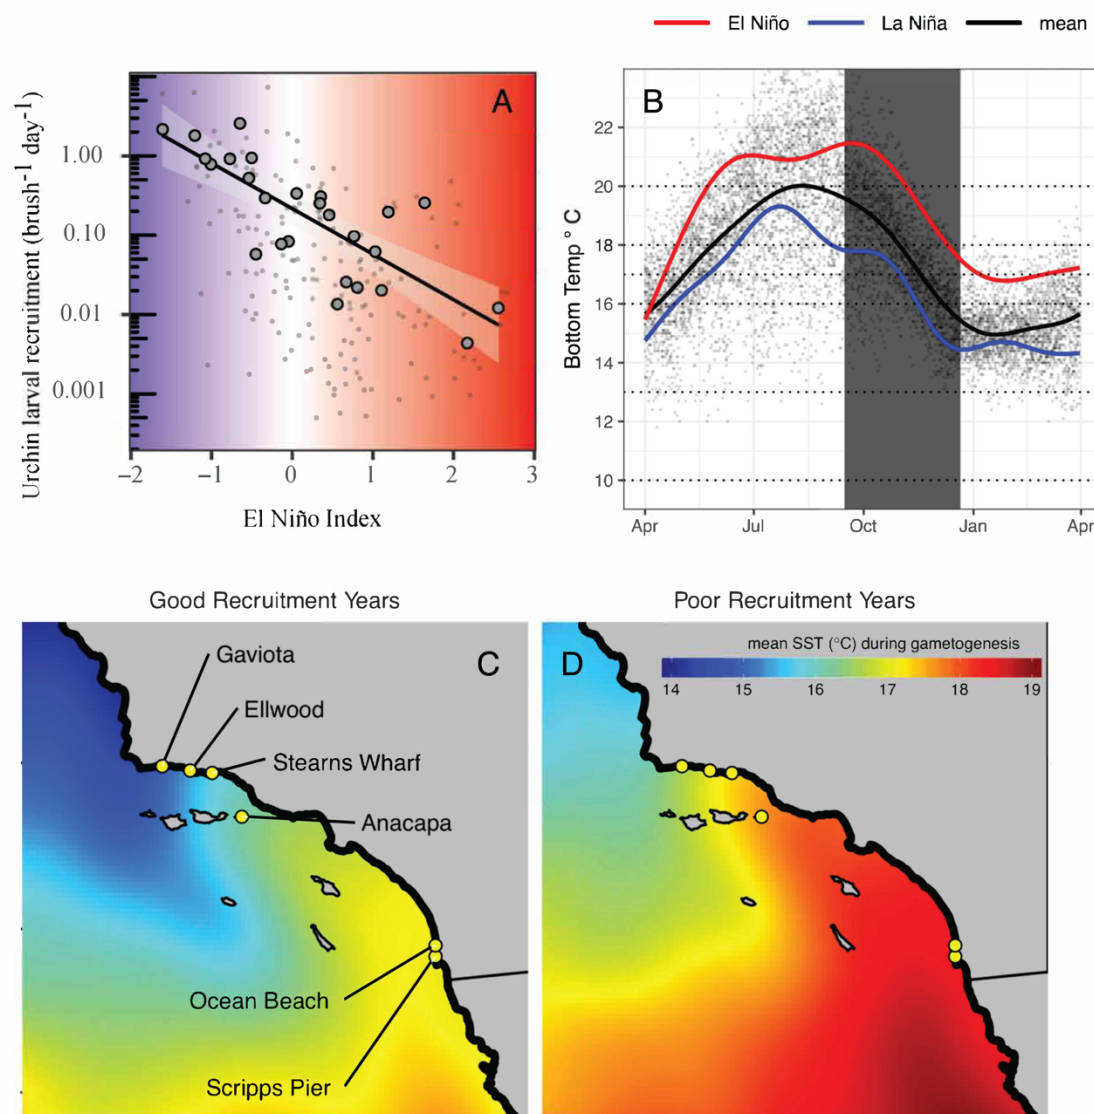 El Niño La Niña mean
A
Urchin larval recruitment (brush⁻¹ day⁻¹)
1.00
0.10
0.01
0.001
−2 −1 0 1 2 3
El Niño Index
B
Bottom Temp ° C
22
20
18
16
14
12
10
Apr Jul Oct Jan Apr
Good Recruitment Years
C
Gaviota
Ellwood
Stearns Wharf
Anacapa
Ocean Beach
Scripps Pier
Poor Recruitment Years
D
mean SST (°C) during gametogenesis
14 15 16 17 18 19